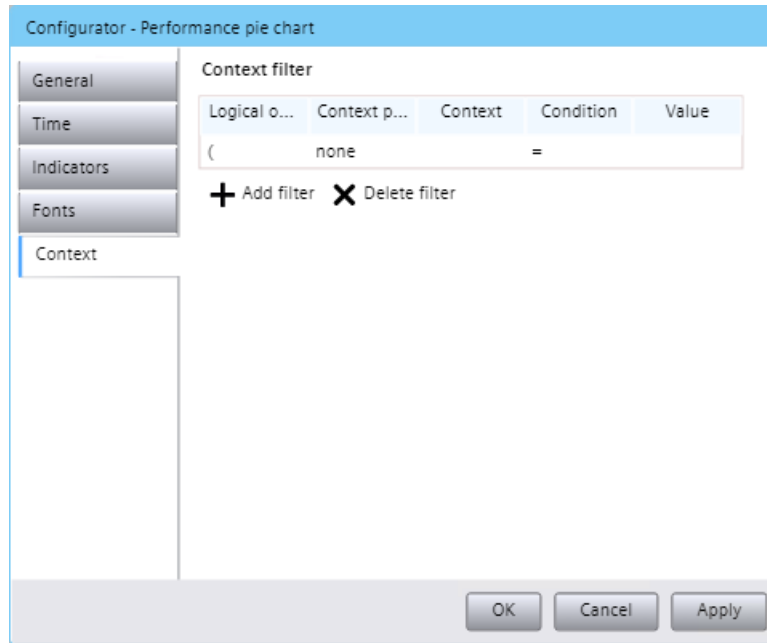 Configurator - Performance pie chart
General
Time
Indicators
Fonts
Context
Context filter
Logical o... Context p... Context Condition Value
( none =
Add filter Delete filter
OK Cancel Apply